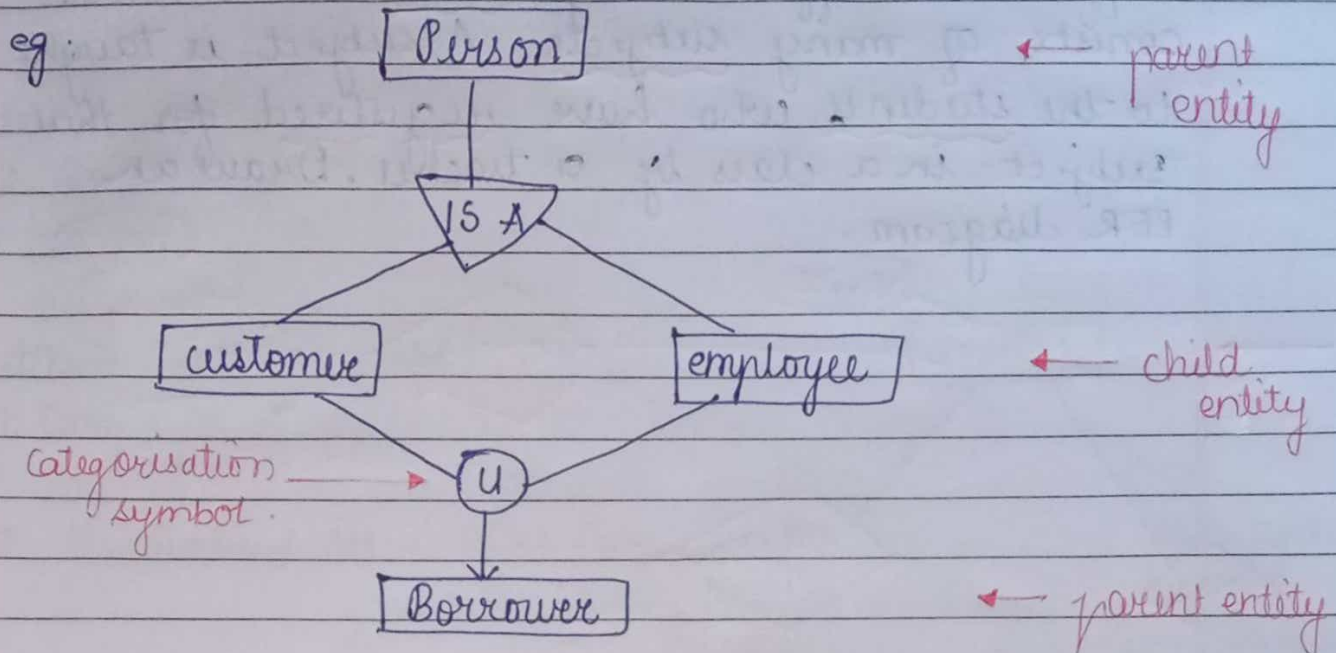 eg:
Person
parent
entity
IS A
customer
employee
child
entity
Categorisation
symbol.
U
Borrower
parent entity